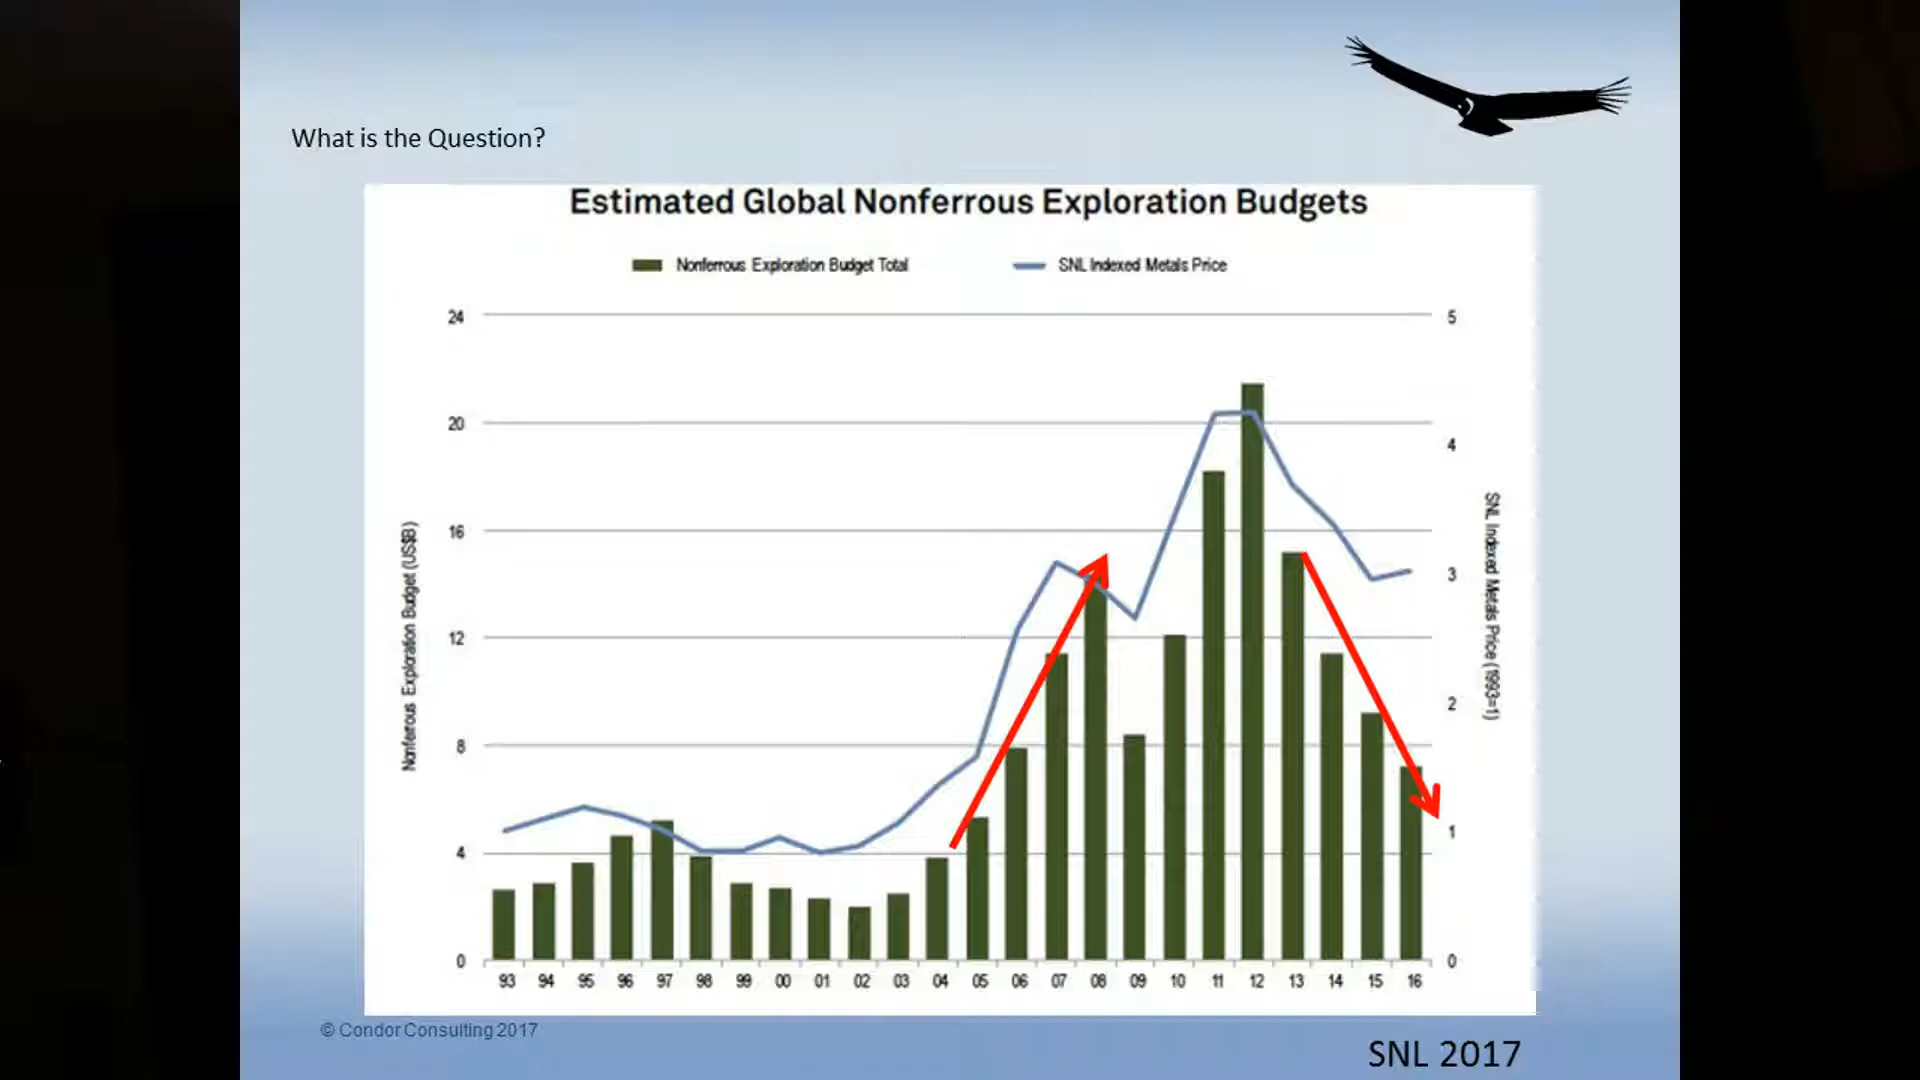 What is the Question?
Estimated Global Nonferrous Exploration Budgets
Nonferrous Exploration Budget Total
SNL Indexed Metals Price
24
20
16
12
8
4
0
Nonferrous Exploration Budget (US$B)
5
4
3
2
1
0
SNL Indexed Metals Price (1993=1)
93 94 95 96 97 98 99 00 01 02 03 04 05 06 07 08 09 10 11 12 13 14 15 16
© Condor Consulting 2017
SNL 2017